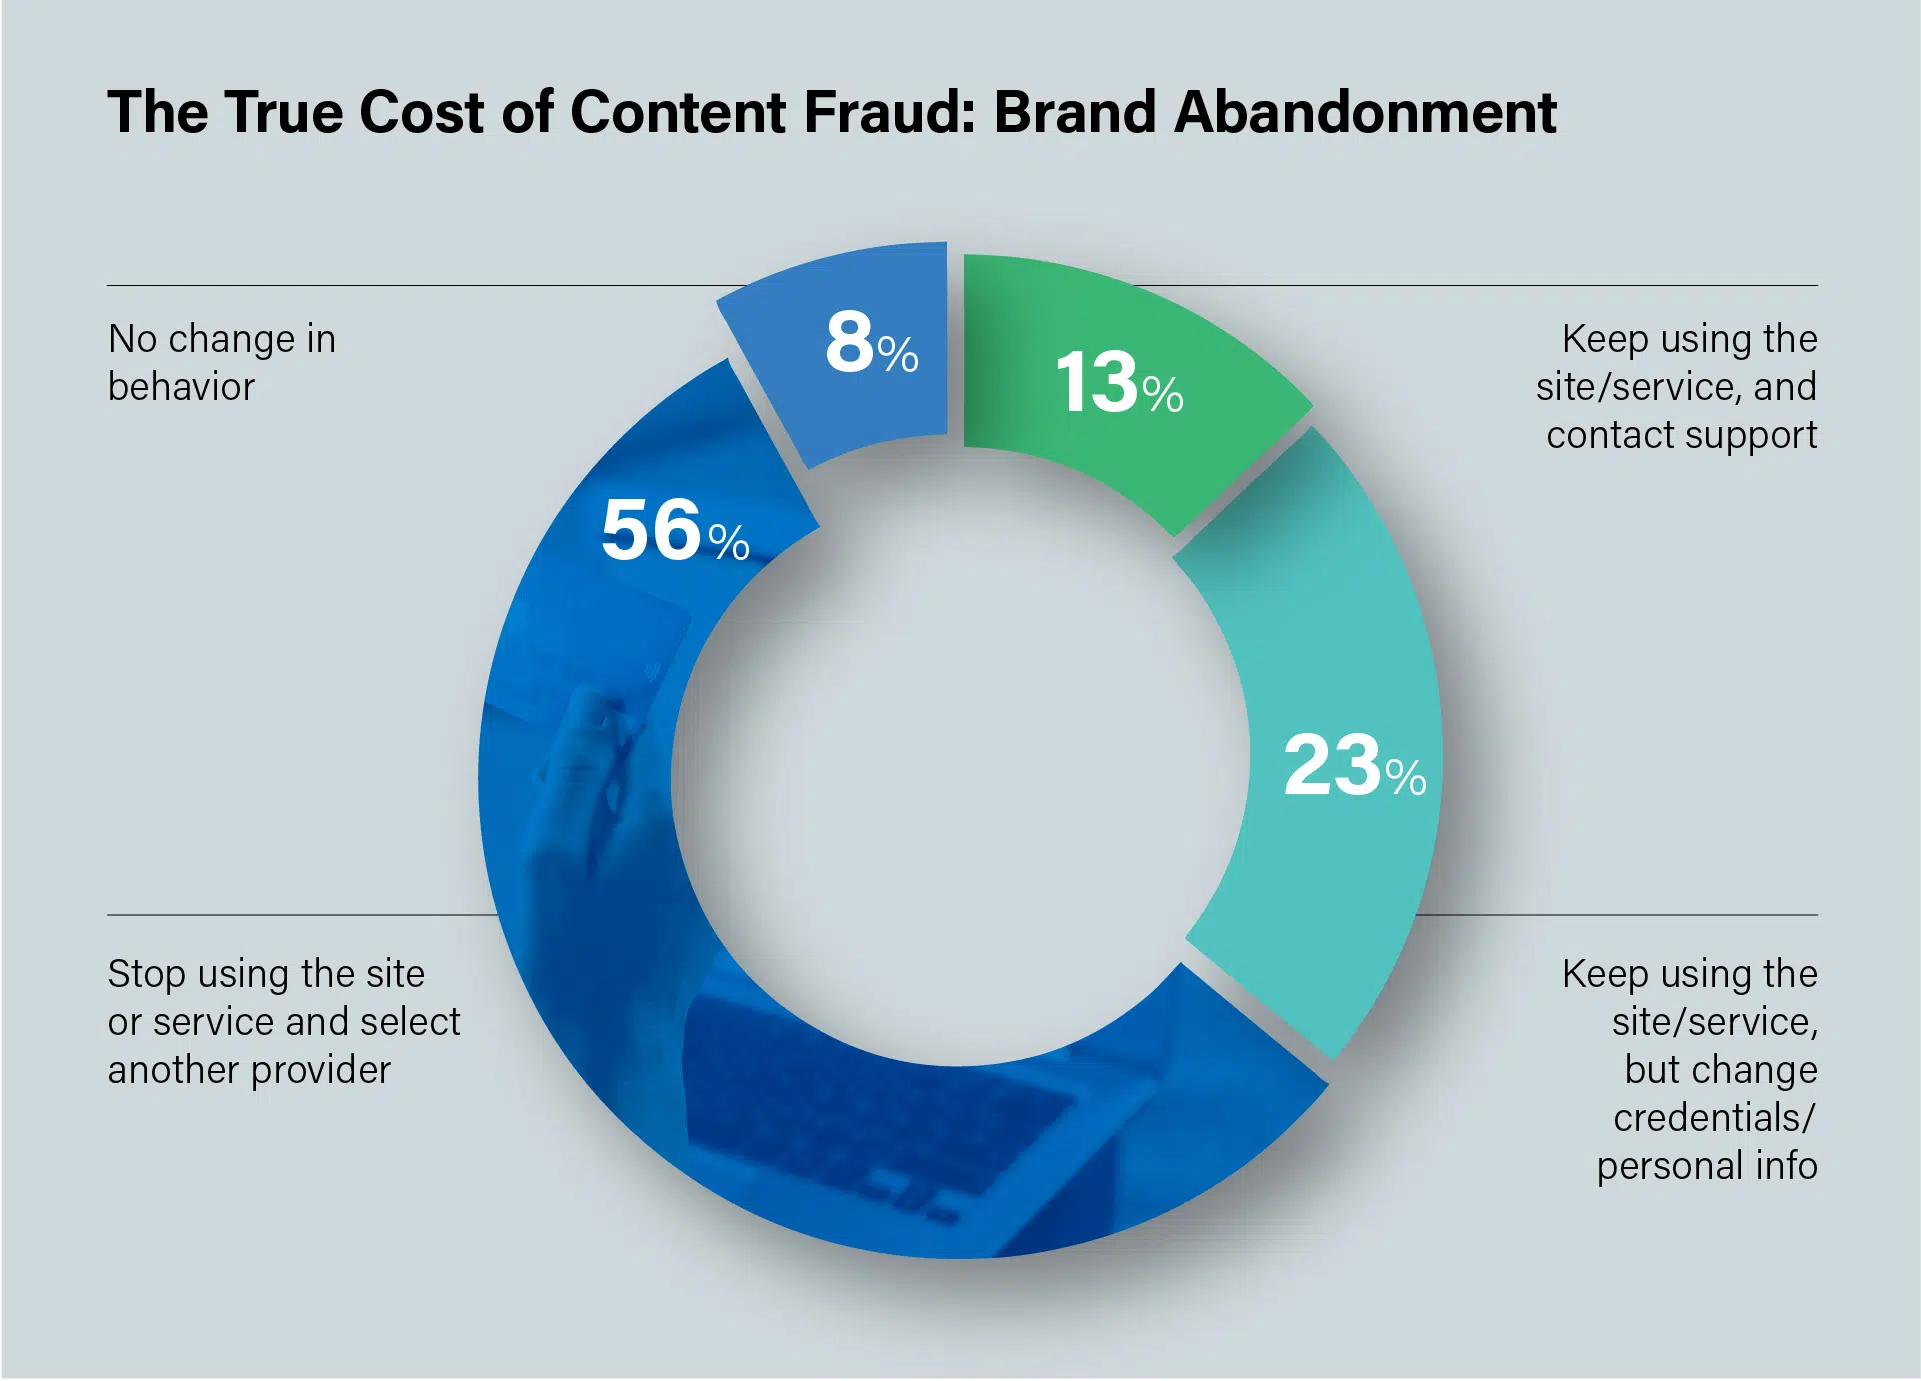 The True Cost of Content Fraud: Brand Abandonment
8%
13%
No change in
behavior
Keep using the
site/service, and
contact support
56%
23%
Stop using the site
or service and select
another provider
Keep using the
site/service,
but change
credentials/
personal info